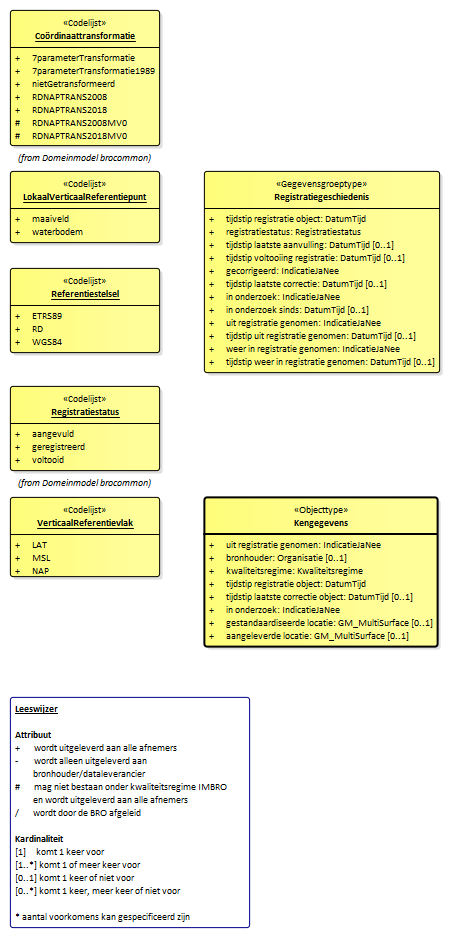 «Codelijst»
Coördinaattransformatie
+ 7parameterTransformatie
+ 7parameterTransformatie1989
+ nietGetransformeerd
+ RDNAPTRANS2008
+ RDNAPTRANS2018
# RDNAPTRANS2008MV0
# RDNAPTRANS2018MV0
(from Domeinmodel brocommon)
«Codelijst»
LokaalVerticaalReferentiepunt
+ maaiveld
+ waterbodem
«Codelijst»
Referentiestelsel
+ ETRS89
+ RD
+ WGS84
«Gegevensgroeptype»
Registratiegeschiedenis
+ tijdstip registratie object: DatumTijd
+ registratiestatus: Registratiestatus
+ tijdstip laatste aanvulling: DatumTijd [0..1]
+ tijdstip voltooiing registratie: DatumTijd [0..1]
+ gecorrigeerd: IndicatieJaNee
+ tijdstip laatste correctie: DatumTijd [0..1]
+ in onderzoek: IndicatieJaNee
+ in onderzoek sinds: DatumTijd [0..1]
+ uit registratie genomen: IndicatieJaNee
+ tijdstip uit registratie genomen: DatumTijd [0..1]
+ weer in registratie genomen: IndicatieJaNee
+ tijdstip weer in registratie genomen: DatumTijd [0..1]
«Codelijst»
Registratiestatus
+ aangevuld
+ geregistreerd
+ voltooid
(from Domeinmodel brocommon)
«Codelijst»
VerticaalReferentievlak
+ LAT
+ MSL
+ NAP
«Objecttype»
Kengegevens
+ uit registratie genomen: IndicatieJaNee
+ bronhouder: Organisatie [0..1]
+ kwaliteitsregime: Kwaliteitsregime
+ tijdstip registratie object: DatumTijd
+ tijdstip laatste correctie object: DatumTijd [0..1]
+ in onderzoek: IndicatieJaNee
+ gestandaardiseerde locatie: GM_MultiSurface [0..1]
+ aangeleverde locatie: GM_MultiSurface [0..1]
Leeswijzer
Attribuut
+ wordt uitgeleverd aan alle afnemers
- wordt alleen uitgeleverd aan
bronhouder/dataleverancier
# mag niet bestaan onder kwaliteitsregime IMBRO
en wordt uitgeleverd aan alle afnemers
/ wordt door de BRO afgeleid
Kardinaliteit
[1] komt 1 keer voor
[1..*] komt 1 of meer keer voor
[0..1] komt 1 keer of niet voor
[0..*] komt 1 keer, meer keer of niet voor
* aantal voorkomens kan gespecificeerd zijn